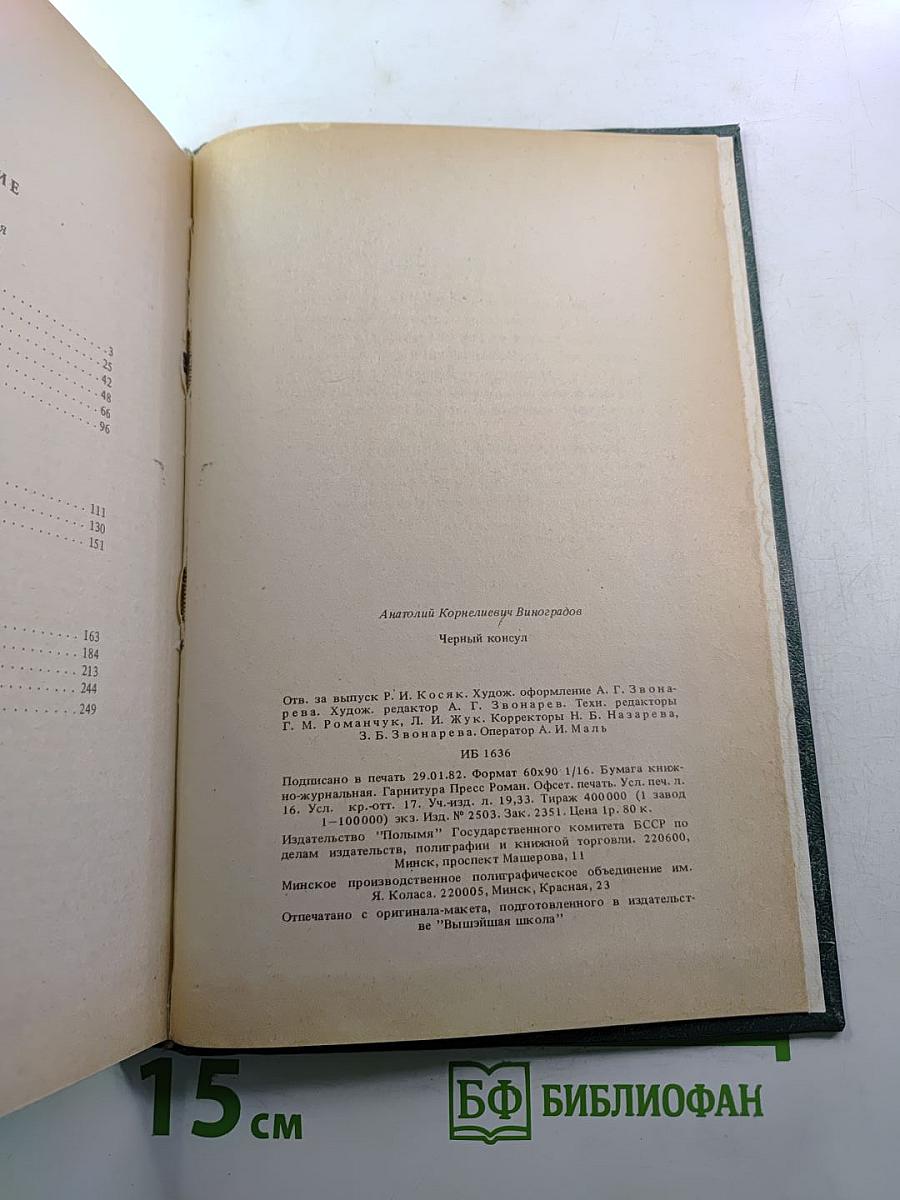 3
25
42
48
66
96
111
130
151
163
184
213
244
249
Анатолий Корнелиевич Виноградов
Черный консул
Отв. за выпуск Р. И. Косяк. Худож. оформление А. Г. Звона-
рева. Худож. редактор А. Г. Звонарев. Техн. редакторы
Г. М. Романчук, Л. И. Жук. Корректоры Н. Б. Назарева,
З. Б. Звонарева. Оператор А. И. Маль
ИБ 1636
Подписано в печать 29.01.82. Формат 60х90 1/16. Бумага книж-
но-журнальная. Гарнитура Пресс Роман. Офсет. печать. Усл. печ. л.
16. Усл. кр.-отт. 17. Уч.-изд. л. 19,33. Тираж 400000 (1 завод
1—100000) экз. Изд. № 2503. Зак. 2351. Цена 1р. 80 к.
Издательство "Полымя" Государственного комитета БССР по
делам издательств, полиграфии и книжной торговли. 220600,
Минск, проспект Машерова, 11
Минское производственное полиграфическое объединение им.
Я. Коласа. 220005, Минск, Красная, 23
Отпечатано с оригинала-макета, подготовленного в издательст-
ве "Вышэйшая школа"
15 см
БФ БИБЛИОФАН